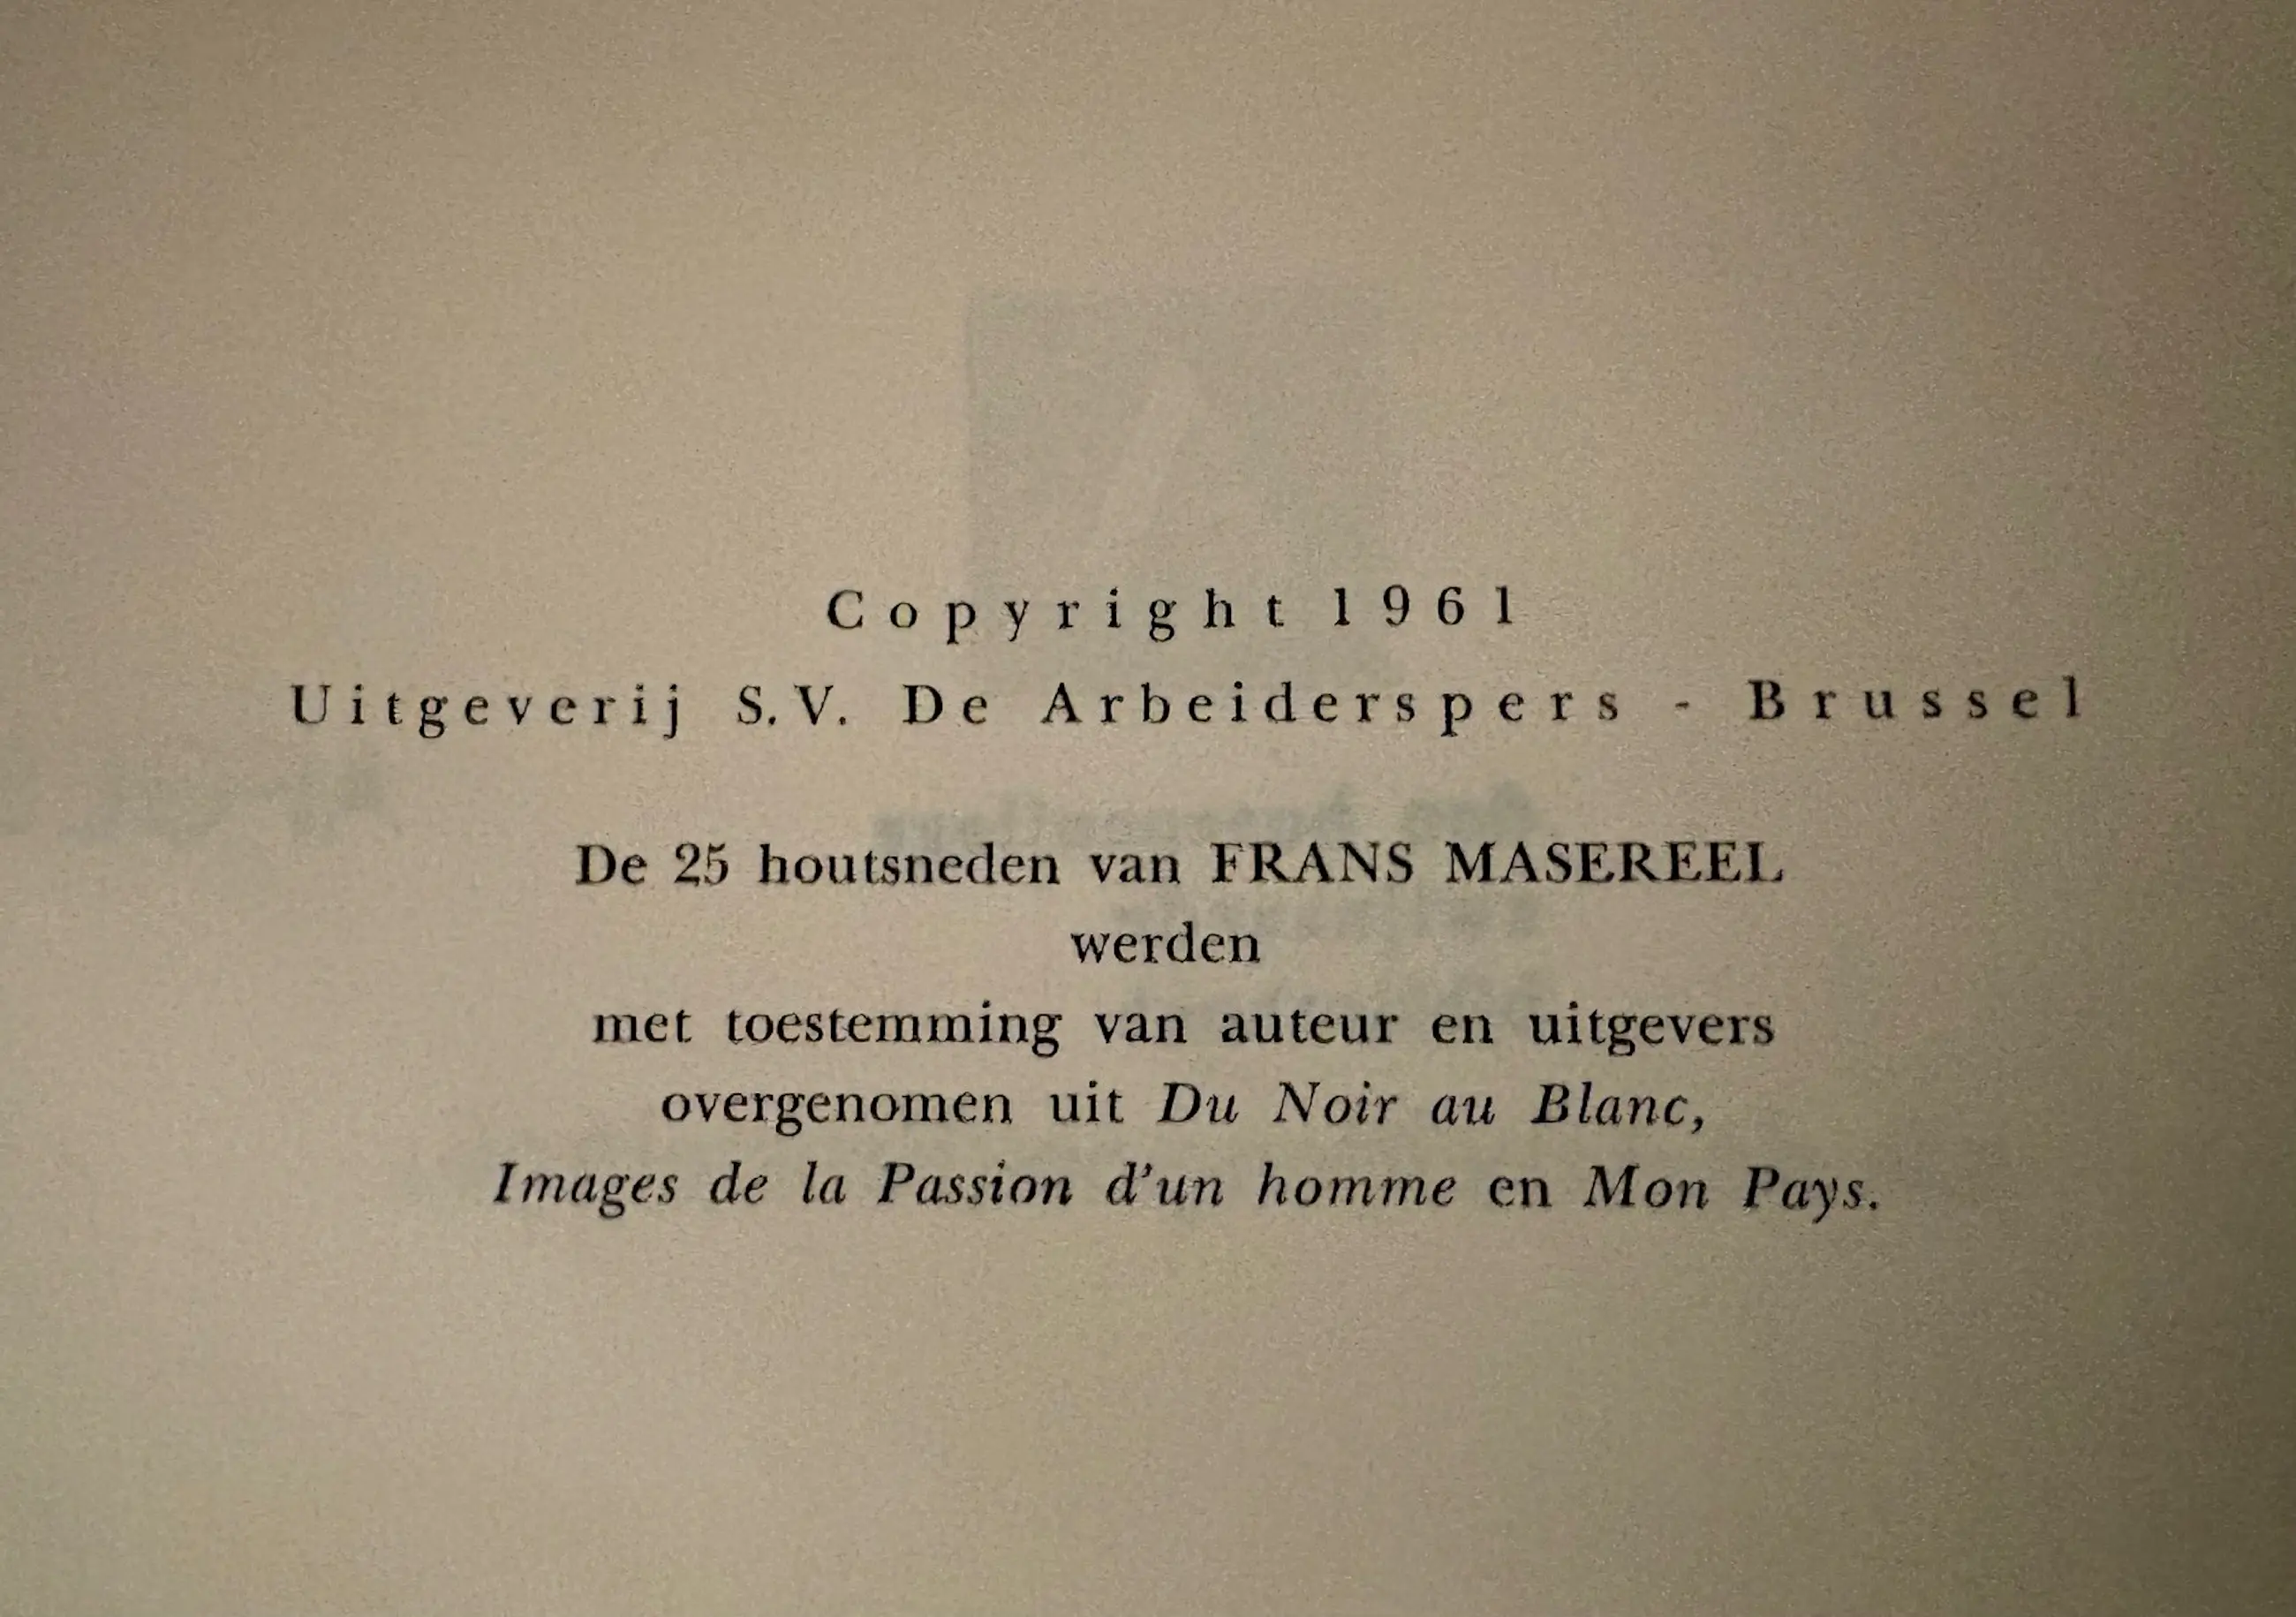 Copyright 1961
Uitgeverij S.V. De Arbeiderspers - Brussel
De 25 houtsneden van FRANS MASEREEL
werden
met toestemming van auteur en uitgevers
overgenomen uit Du Noir au Blanc,
Images de la Passion d'un homme en Mon Pays.